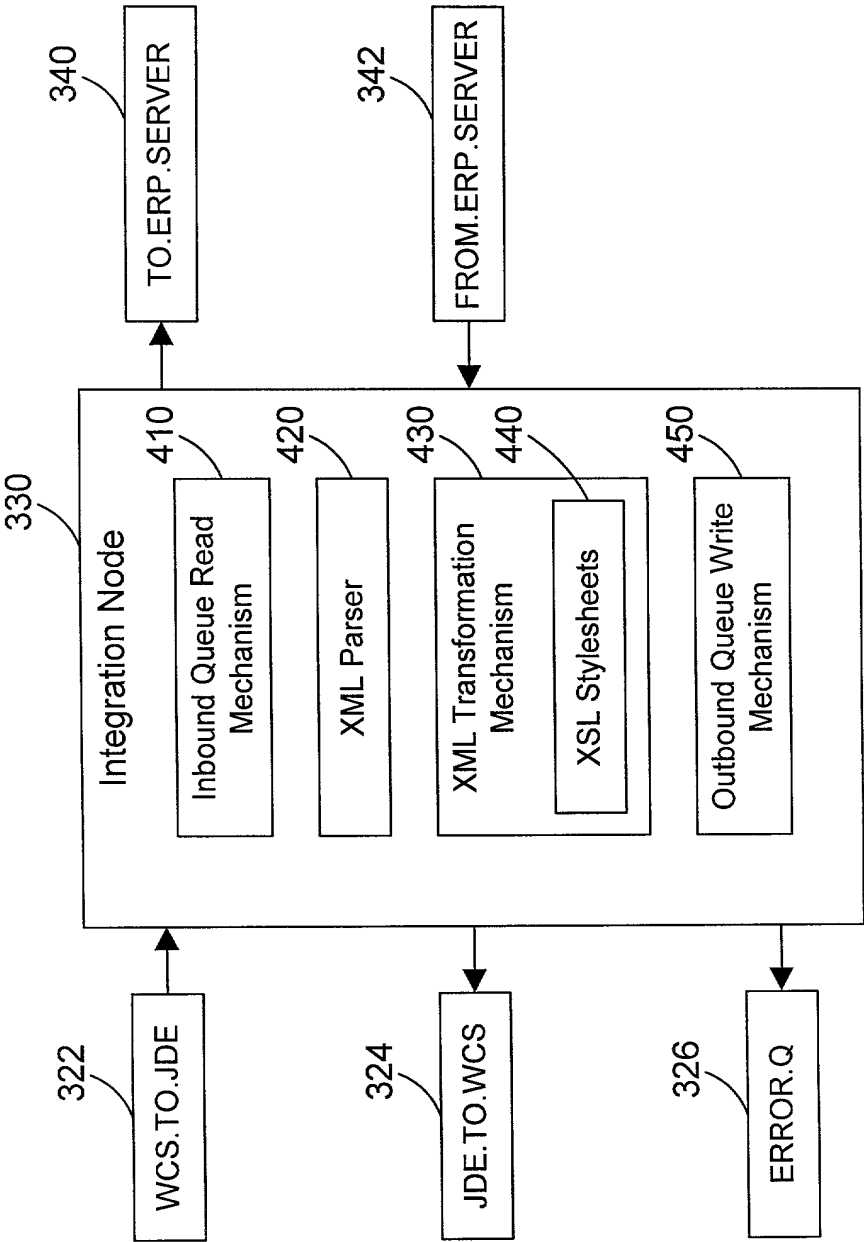 330
Integration Node
322
WCS.TO.JDE
410
Inbound Queue Read
Mechanism
340
TO.ERP.SERVER
420
XML Parser
324
JDE.TO.WCS
430
XML Transformation
Mechanism
440
XSL Stylesheets
342
FROM.ERP.SERVER
326
ERROR.Q
450
Outbound Queue Write
Mechanism